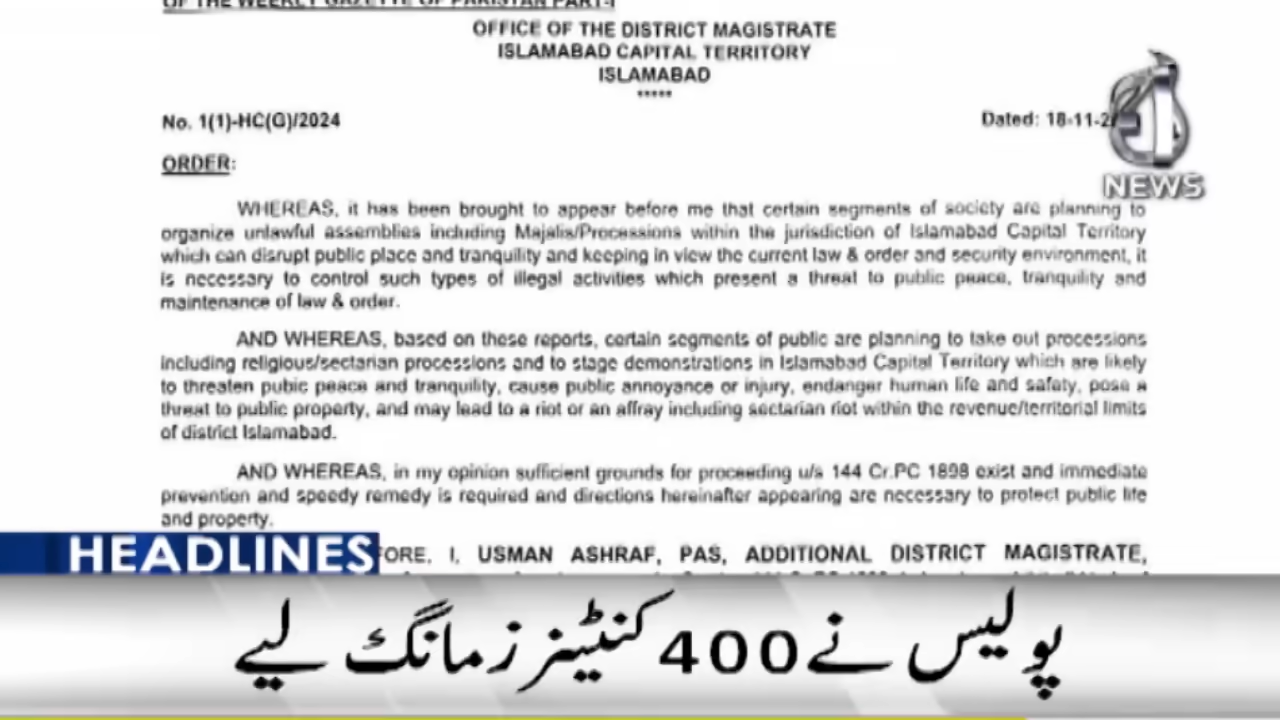 OF THE WEEKLY GAZETTE OF PAKISTAN PART-I
OFFICE OF THE DISTRICT MAGISTRATE
ISLAMABAD CAPITAL TERRITORY
ISLAMABAD
*****
No. 1(1)-HC(G)/2024
Dated: 18-11-2
NEWS
ORDER:
WHEREAS, it has been brought to appear before me that certain segments of society are planning to
organize unlawful assemblies including Majalis/Processions within the jurisdiction of Islamabad Capital Territory
which can disrupt public place and tranquility and keeping in view the current law & order and security environment, it
is necessary to control such types of illegal activities which present a threat to public peace, tranquility and
maintenance of law & order.
AND WHEREAS, based on these reports, certain segments of public are planning to take out processions
including religious/sectarian processions and to stage demonstrations in Islamabad Capital Territory which are likely
to threaten pubic peace and tranquility, cause public annoyance or injury, endanger human life and safety, pose a
threat to public property, and may lead to a riot or an affray including sectarian riot within the revenue/territorial limits
of district Islamabad.
AND WHEREAS, in my opinion sufficient grounds for proceeding u/s 144 Cr.PC 1898 exist and immediate
prevention and speedy remedy is required and directions hereinafter appearing are necessary to protect public life
and property.
HEADLINES
FORE, I, USMAN ASHRAF, PAS, ADDITIONAL DISTRICT MAGISTRATE,
پولیس نے 400 کنٹینرز مانگ لیے